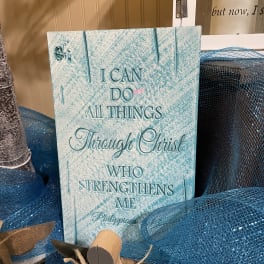 but now, I s
I CAN
DO
All THINGS
Through Christ
WHO
STRENGTHENS
ME